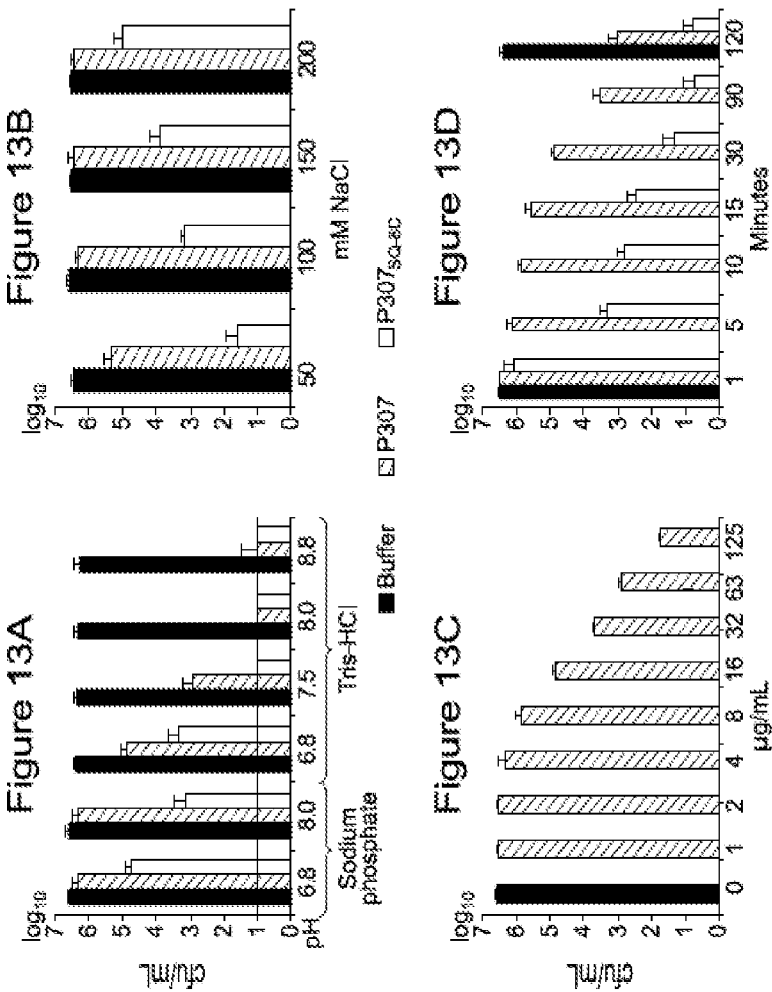 Figure 13A
log10
7
6
5
4
3
2
1
0
cfu/mL
pH
6.8
8.0
6.8
7.5
8.0
8.8
Sodium
phosphate
Tris-HCl
Figure 13B
log10
7
6
5
4
3
2
1
0
50
100
150
200
mM NaCl
Buffer
P307
P307SQ-8C
Figure 13C
log10
7
6
5
4
3
2
1
0
cfu/mL
0
1
2
4
8
16
32
63
125
µg/mL
Figure 13D
log10
7
6
5
4
3
2
1
0
1
5
10
15
30
90
120
Minutes